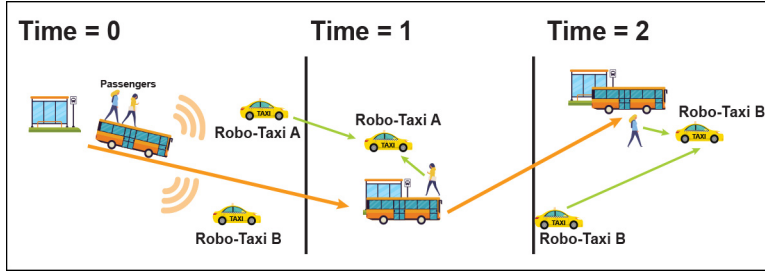 Time = 0
Time = 1
Time = 2
Passengers
TAXI
Robo-Taxi A
TAXI
Robo-Taxi B
Robo-Taxi A
TAXI
Robo-Taxi B
TAXI
TAXI
Robo-Taxi B